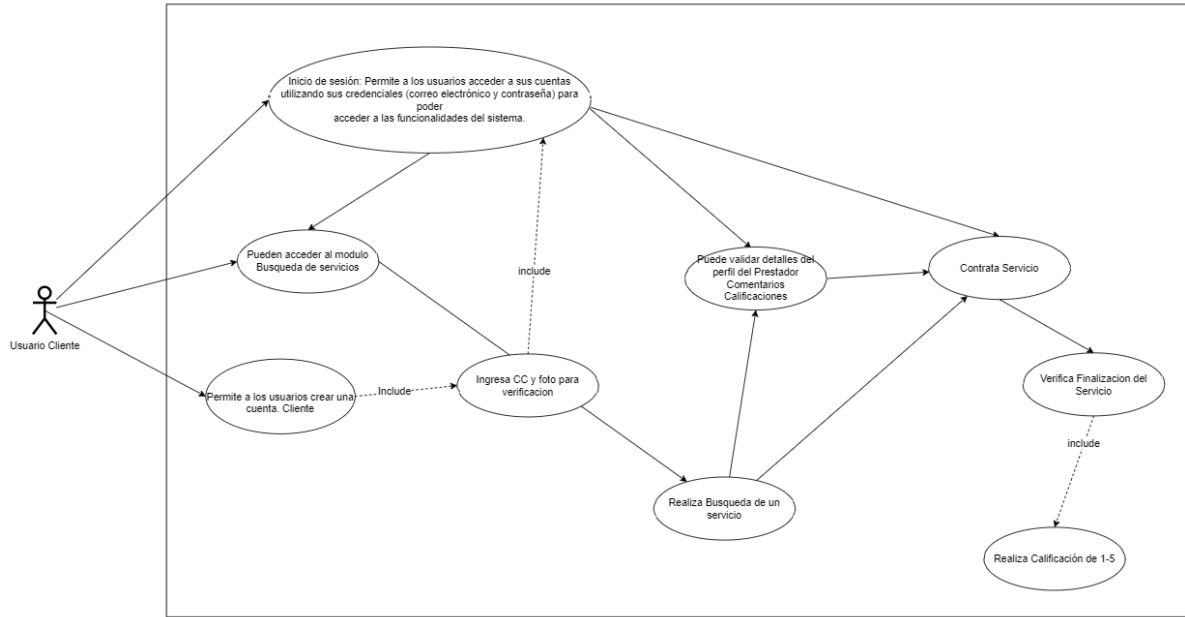 Inicio de sesión: Permite a los usuarios acceder a sus cuentas
utilizando sus credenciales (correo electrónico y contraseña) para
poder
acceder a las funcionalidades del sistema.
Pueden acceder al modulo
Busqueda de servicios
include
Puede validar detalles del
perfil del Prestador
Comentarios
Calificaciones
Contrata Servicio
Usuario Cliente
Permite a los usuarios crear una
cuenta. Cliente
Include
Ingresa CC y foto para
verificacion
Verifica Finalizacion del
Servicio
include
Realiza Busqueda de un
servicio
Realiza Calificación de 1-5